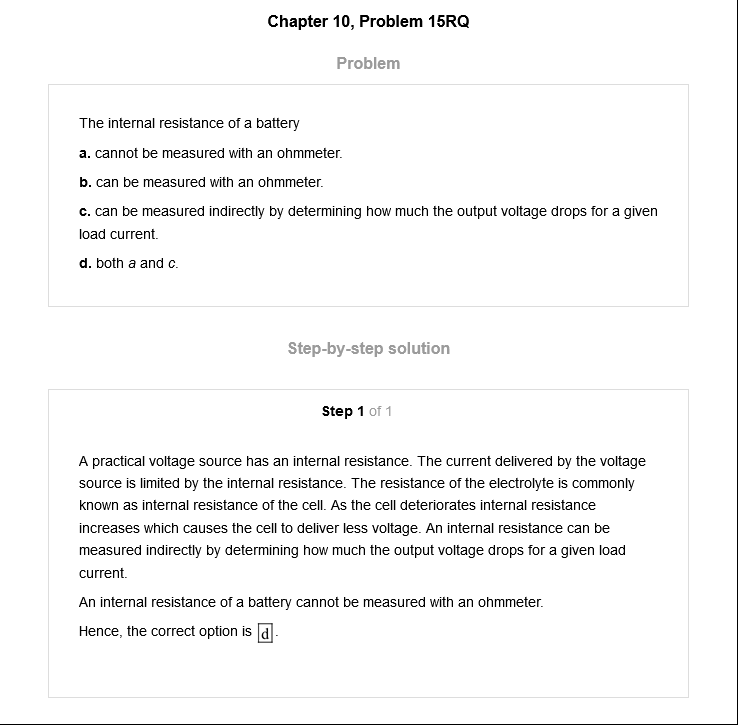 Chapter 10, Problem 15RQ
Problem
The internal resistance of a battery
a. cannot be measured with an ohmmeter.
b. can be measured with an ohmmeter.
c. can be measured indirectly by determining how much the output voltage drops for a given
load current.
d. both a and c.
Step-by-step solution
Step 1 of 1
A practical voltage source has an internal resistance. The current delivered by the voltage
source is limited by the internal resistance. The resistance of the electrolyte is commonly
known as internal resistance of the cell. As the cell deteriorates internal resistance
increases which causes the cell to deliver less voltage. An internal resistance can be
measured indirectly by determining how much the output voltage drops for a given load
current.
An internal resistance of a battery cannot be measured with an ohmmeter.
Hence, the correct option is d.